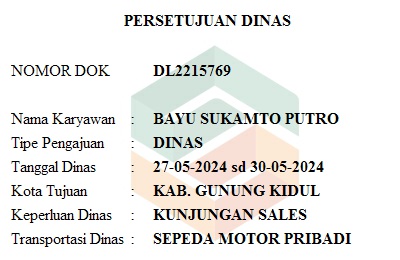 PERSETUJUAN DINAS
NOMOR DOK DL2215769
Nama Karyawan : BAYU SUKAMTO PUTRO
Tipe Pengajuan : DINAS
Tanggal Dinas : 27-05-2024 sd 30-05-2024
Kota Tujuan : KAB. GUNUNG KIDUL
Keperluan Dinas : KUNJUNGAN SALES
Transportasi Dinas : SEPEDA MOTOR PRIBADI